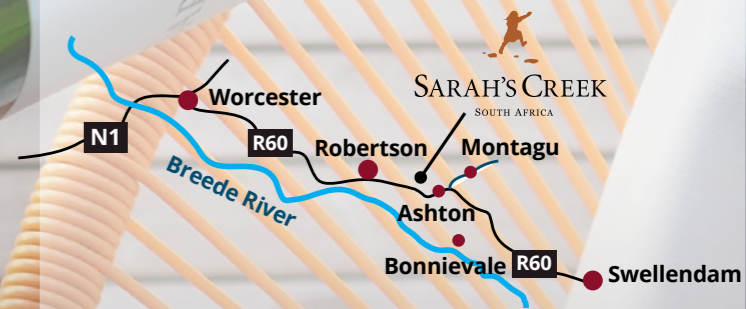 SARAH'S CREEK
SOUTH AFRICA
Worcester
N1
R60
Robertson
Montagu
Breede River
Ashton
Bonnievale
R60
Swellendam